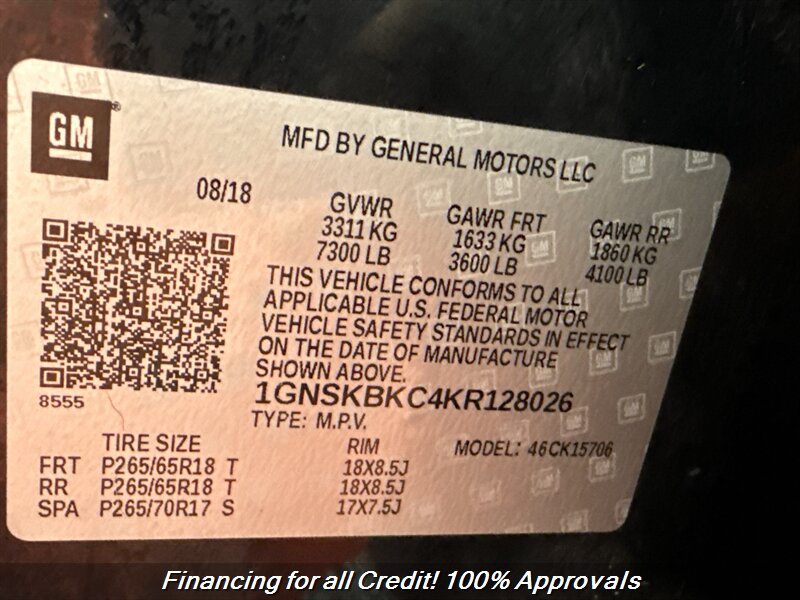 GM
MFD BY GENERAL MOTORS LLC
08/18
GVWR GAWR FRT GAWR RR
3311 KG 1633 KG 1860 KG
7300 LB 3600 LB 4100 LB
THIS VEHICLE CONFORMS TO ALL
APPLICABLE U.S. FEDERAL MOTOR
VEHICLE SAFETY STANDARDS IN EFFECT
ON THE DATE OF MANUFACTURE
SHOWN ABOVE.
1GNSKBKC4KR128026
8555
TYPE: M.P.V.
TIRE SIZE RIM MODEL: 46CK15706
FRT P265/65R18 T 18X8.5J
RR P265/65R18 T 18X8.5J
SPA P265/70R17 S 17X7.5J
Financing for all Credit! 100% Approvals